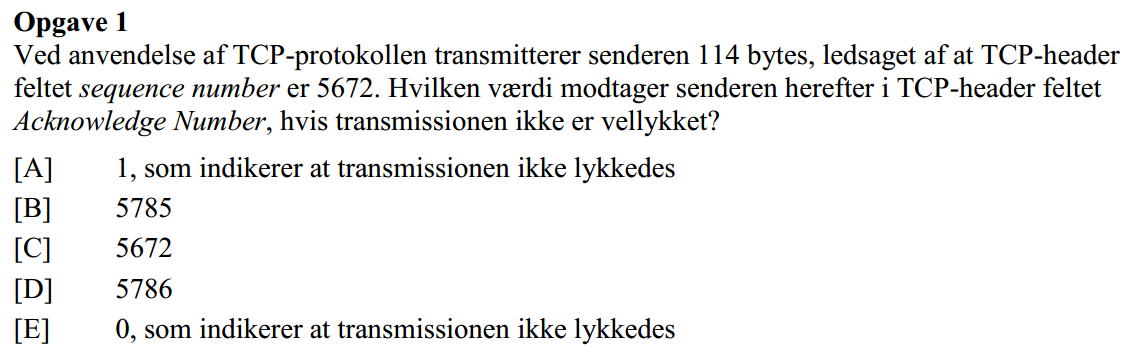 Opgave 1
Ved anvendelse af TCP-protokollen transmitterer senderen 114 bytes, ledsaget af at TCP-header
feltet sequence number er 5672. Hvilken værdi modtager senderen herefter i TCP-header feltet
Acknowledge Number, hvis transmissionen ikke er vellykket?
[A] 1, som indikerer at transmissionen ikke lykkedes
[B] 5785
[C] 5672
[D] 5786
[E] 0, som indikerer at transmissionen ikke lykkedes